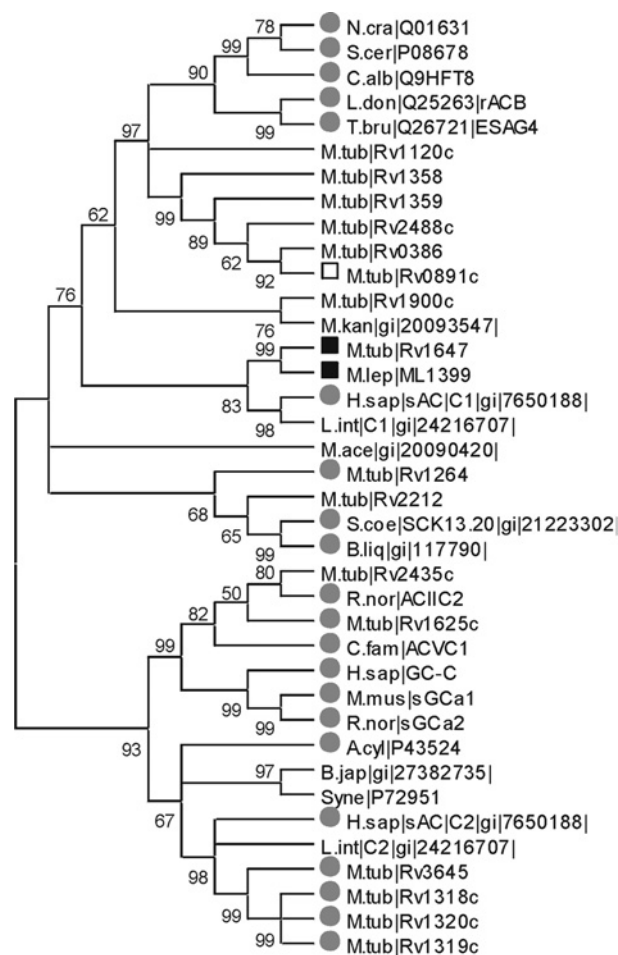 78
N.cra|Q01631
99
S.cer|P08678
90
C.alb|Q9HFT8
L.don|Q25263|rACB
99
T.bru|Q26721|ESAG4
97
M.tub|Rv1120c
M.tub|Rv1358
99
M.tub|Rv1359
62
89
M.tub|Rv2488c
62
M.tub|Rv0386
92
M.tub|Rv0891c
76
M.tub|Rv1900c
76
M.kan|gi|20093547|
99
M.tub|Rv1647
M.lep|ML1399
83
H.sap|sAC|C1|gi|7650188|
98
L.int|C1|gi|24216707|
M.ace|gi|20090420|
M.tub|Rv1264
68
M.tub|Rv2212
65
S.coe|SCK13.20|gi|21223302|
99
B.liq|gi|117790|
80
M.tub|Rv2435c
50
R.nor|ACIIC2
82
M.tub|Rv1625c
99
C.fam|ACVC1
H.sap|GC-C
99
M.mus|sGCa1
99
R.nor|sGCa2
93
A.cyl|P43524
97
B.jap|gi|27382735|
67
Syne|P72951
H.sap|sAC|C2|gi|7650188|
L.int|C2|gi|24216707|
98
M.tub|Rv3645
99
M.tub|Rv1318c
M.tub|Rv1320c
99
M.tub|Rv1319c